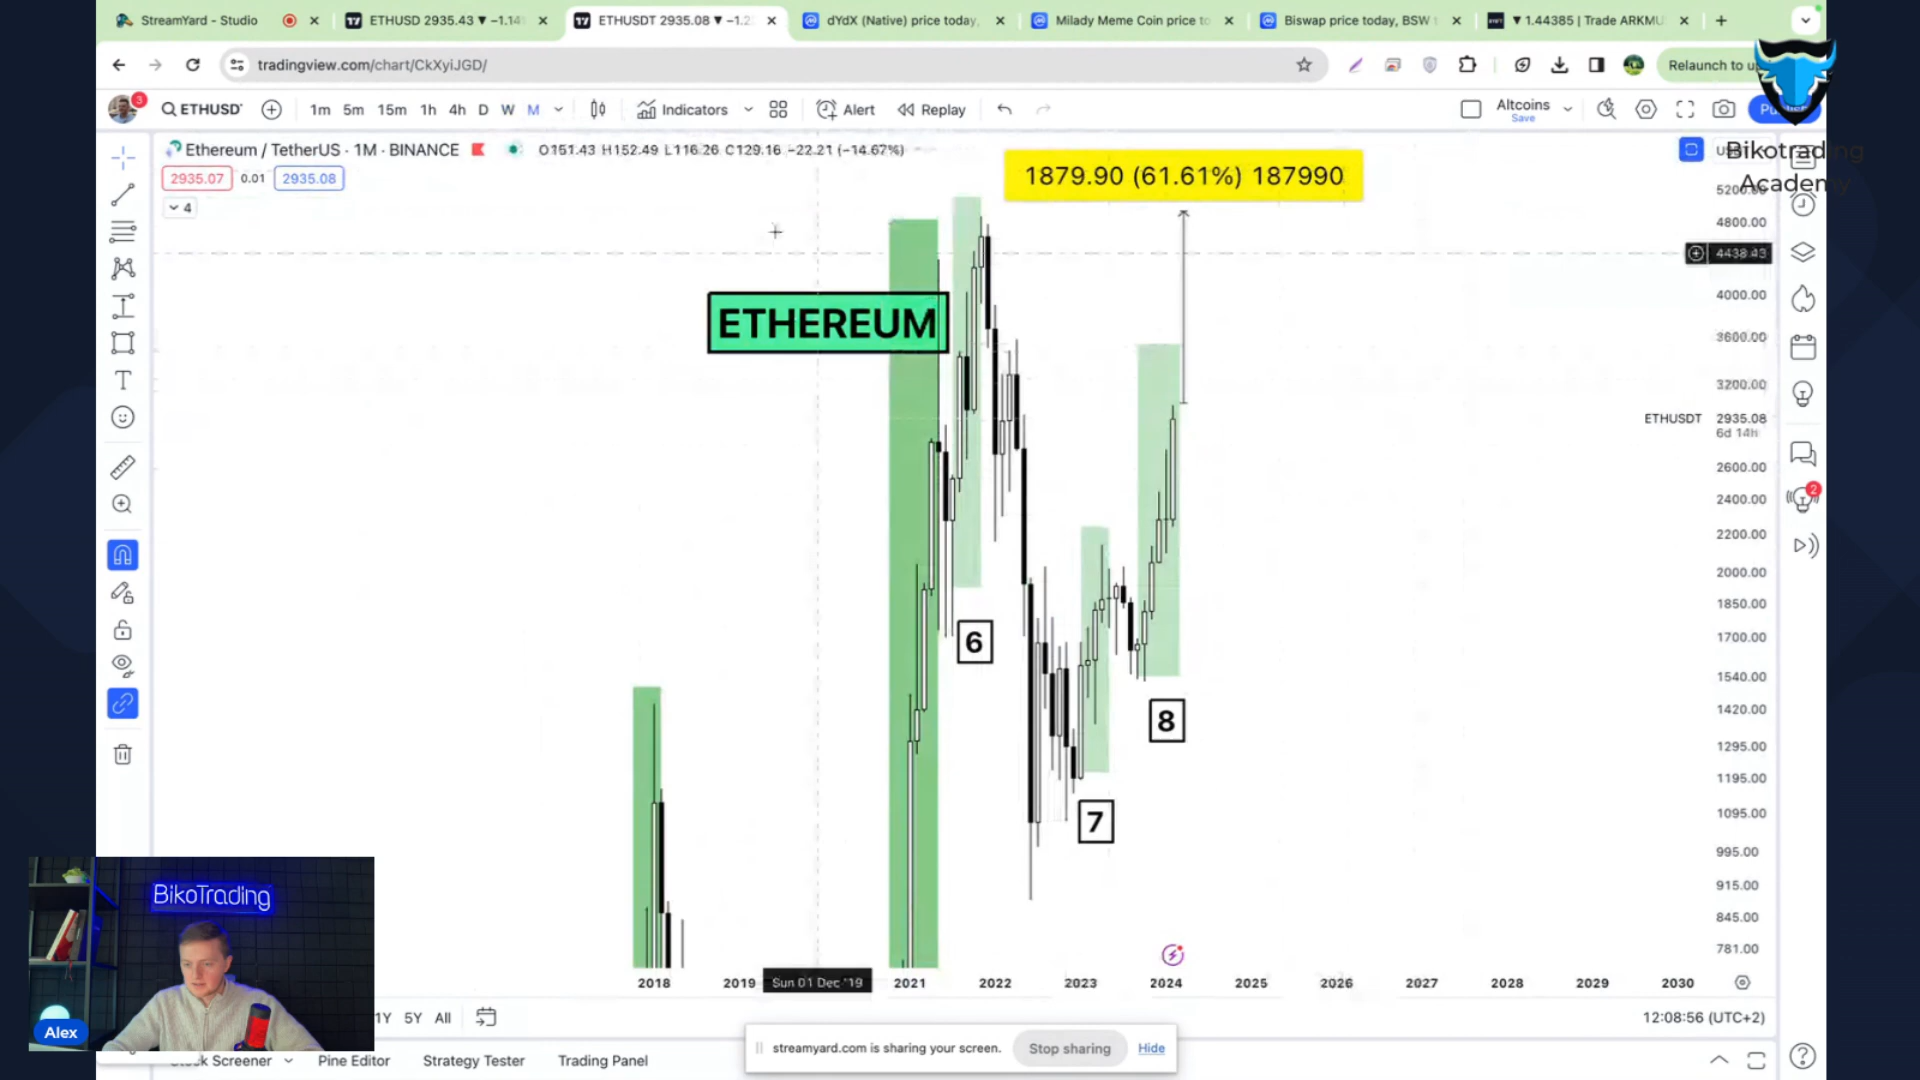 StreamYard - Studio
ETHUSD 2935.43 ▼ −1.14
ETHUSDT 2935.08 ▼ −1.2
dYdX (Native) price today,
Milady Meme Coin price to
Biswap price today, BSW
▼ 1.44385 | Trade ARKMU
tradingview.com/chart/CkXyiJGD/
Relaunch to up
3
ETHUSD
1m 5m 15m 1h 4h D W M
Indicators
Alert
Replay
Altcoins
Save
Bikotrading
Academy
Ethereum / TetherUS · 1M · BINANCE
O151.43 H152.49 L116.26 C129.16 −22.21 (−14.67%)
2935.07 0.01 2935.08
4
1879.90 (61.61%) 187990
4800.00
4438.43
4000.00
3600.00
3200.00
ETHUSDT 2935.08
6d 14h
2600.00
2400.00
2200.00
2000.00
1850.00
1700.00
1540.00
1420.00
1295.00
1195.00
1095.00
995.00
915.00
845.00
781.00
2
ETHEREUM
6
8
7
2018 2019 Sun 01 Dec '19 2021 2022 2023 2024 2025 2026 2027 2028 2029 2030
BikoTrading
Alex
1Y 5Y All
12:08:56 (UTC+2)
streamyard.com is sharing your screen. Stop sharing Hide
Stock Screener Pine Editor Strategy Tester Trading Panel